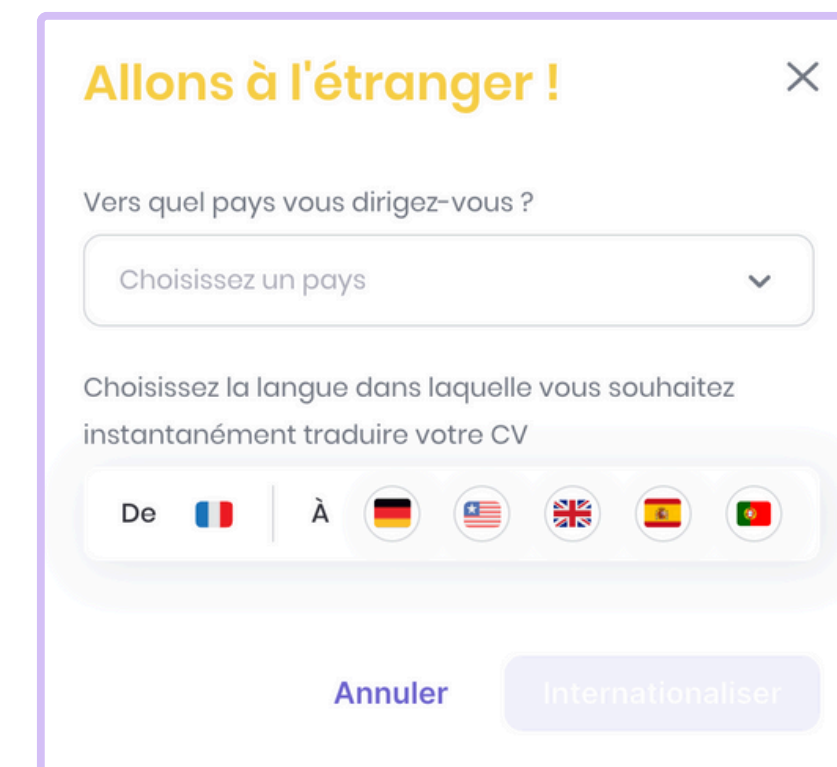 Allons à l'étranger !
Vers quel pays vous dirigez-vous ?
Choisissez un pays
Choisissez la langue dans laquelle vous souhaitez
instantanément traduire votre CV
De À
Annuler Internationaliser